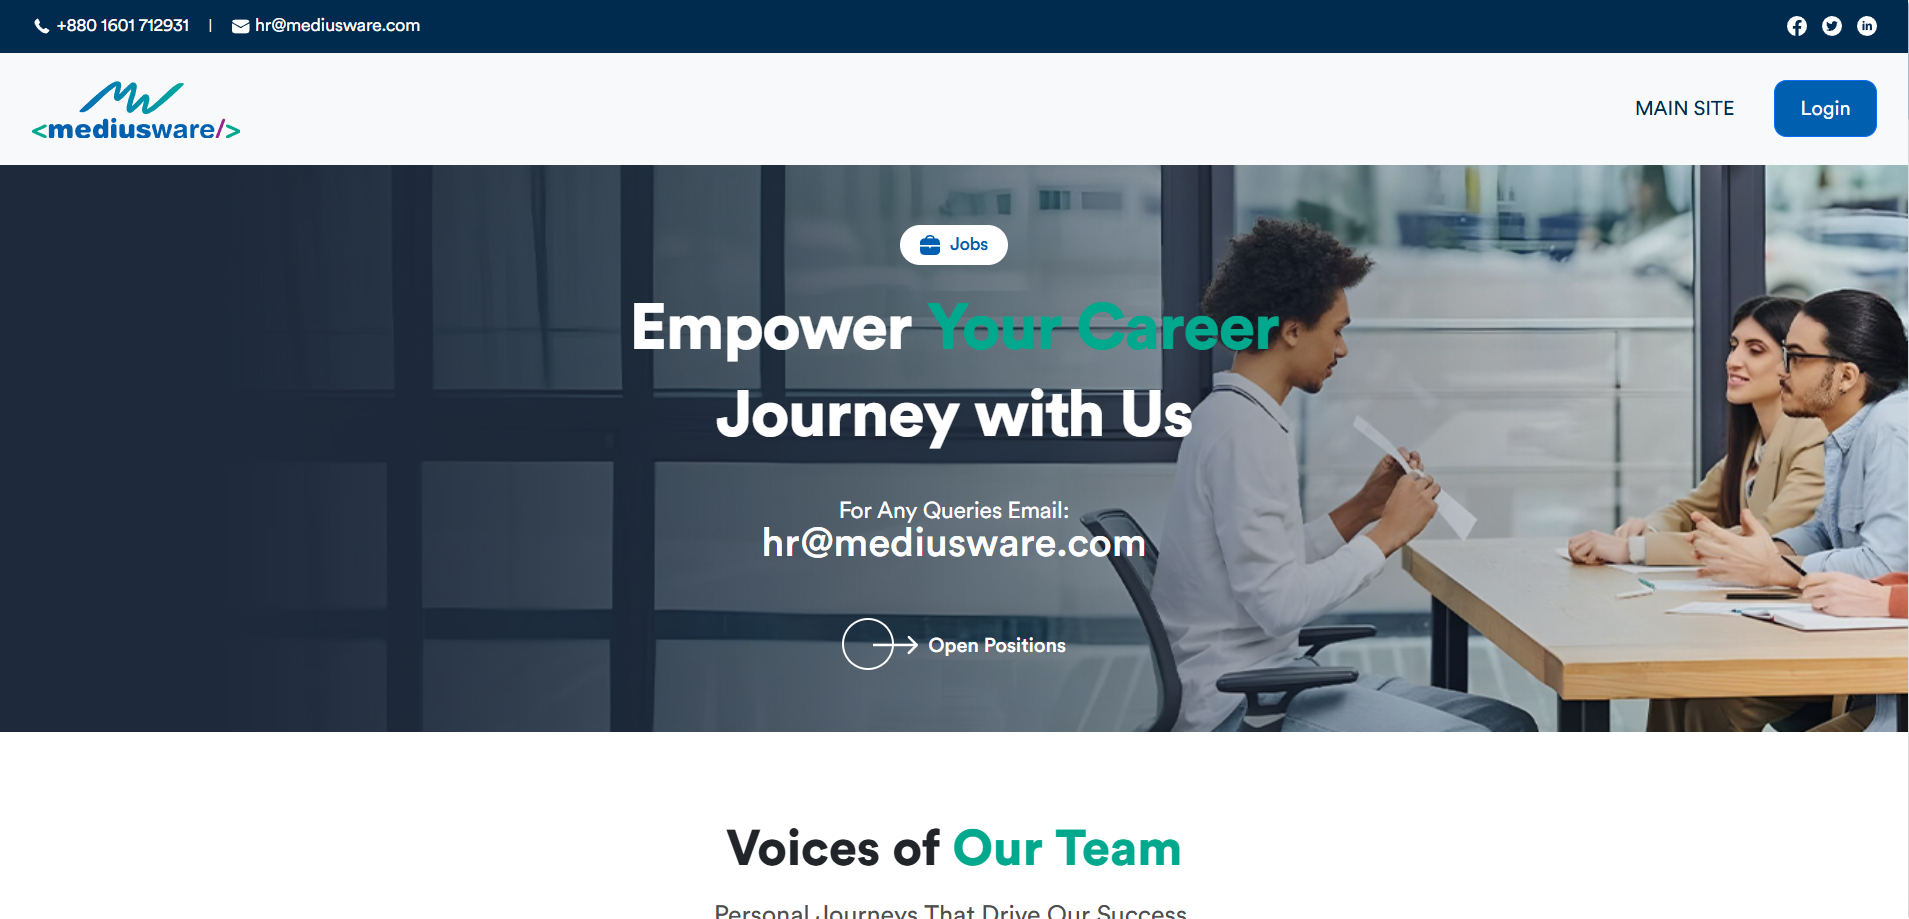 +880 1601 712931 | hr@mediusware.com
<mediusware/>
MAIN SITE
Login
Jobs
Empower Your Career
Journey with Us
For Any Queries Email:
hr@mediusware.com
Open Positions
Voices of Our Team
Personal Journeys That Drive Our Success